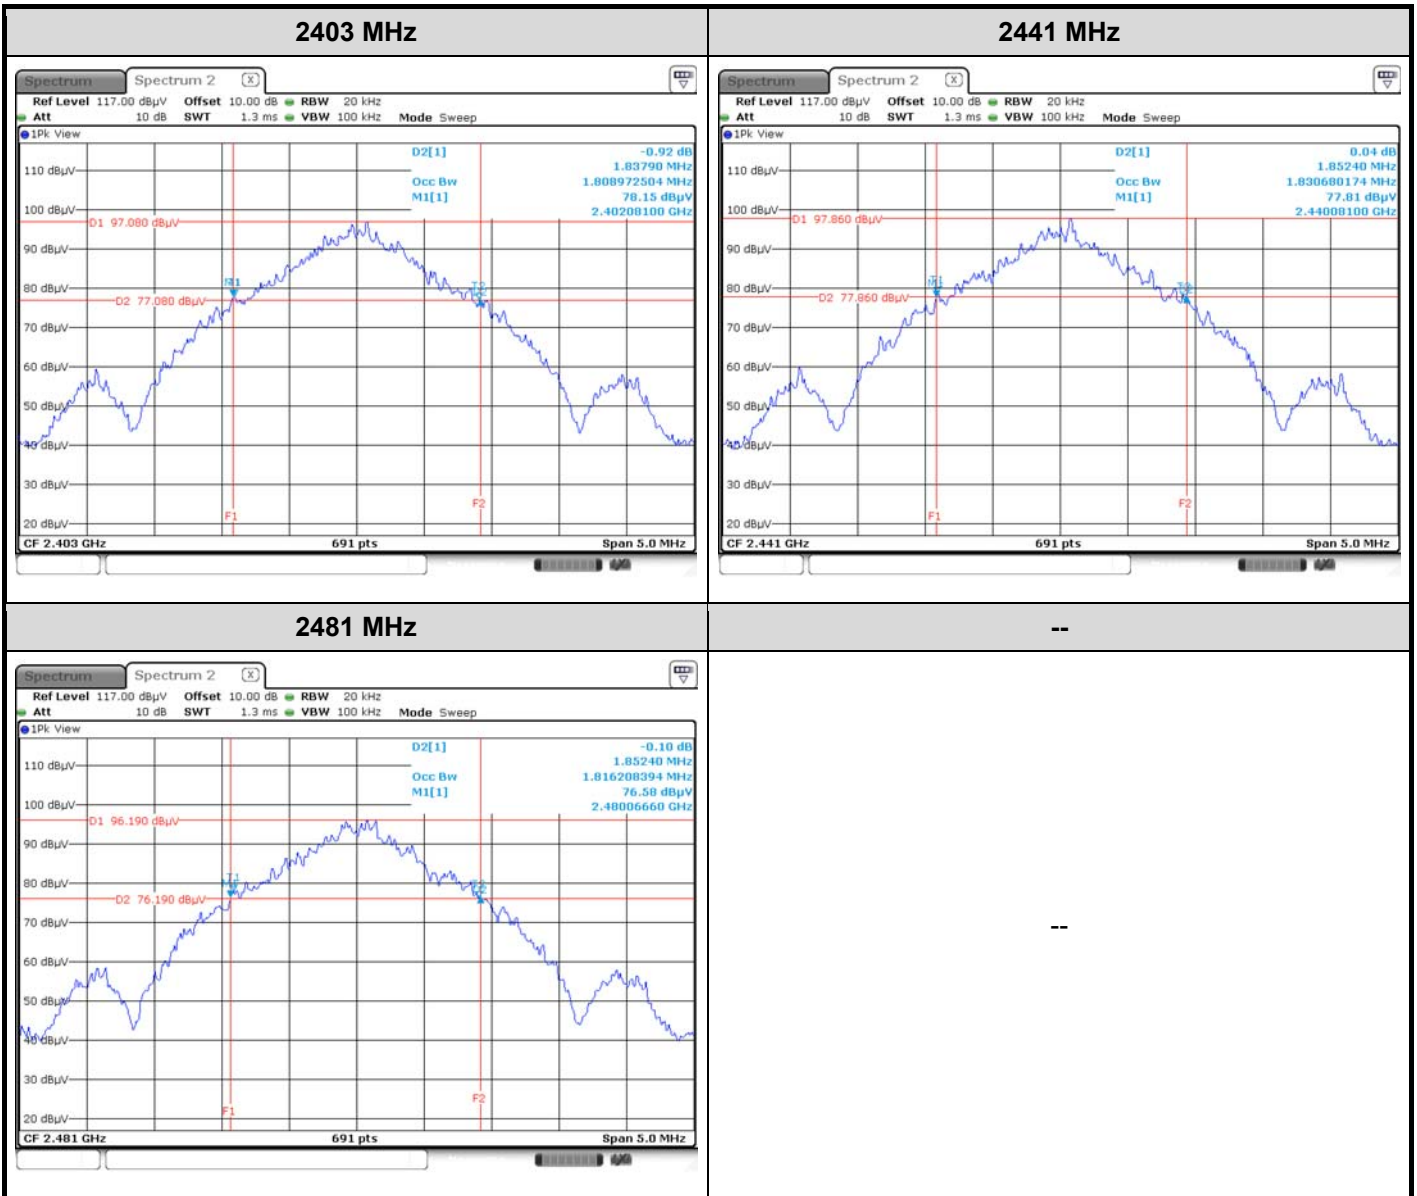 2403 MHz
2441 MHz
Spectrum
Spectrum 2
X
Ref Level 117.00 dBµV Offset 10.00 dB RBW 20 kHz
Att 10 dB SWT 1.3 ms VBW 100 kHz Mode Sweep
1Pk View
D2[1] -0.92 dB
1.83790 MHz
Occ Bw 1.808972504 MHz
M1[1] 78.15 dBµV
2.40208100 GHz
110 dBµV
100 dBµV
D1 97.080 dBµV
90 dBµV
80 dBµV
D2 77.080 dBµV
70 dBµV
60 dBµV
50 dBµV
40 dBµV
30 dBµV
20 dBµV
F1
F2
CF 2.403 GHz 691 pts Span 5.0 MHz
Spectrum
Spectrum 2
X
Ref Level 117.00 dBµV Offset 10.00 dB RBW 20 kHz
Att 10 dB SWT 1.3 ms VBW 100 kHz Mode Sweep
1Pk View
D2[1] 0.04 dB
1.85240 MHz
Occ Bw 1.830680174 MHz
M1[1] 77.81 dBµV
2.44008100 GHz
110 dBµV
100 dBµV
D1 97.860 dBµV
90 dBµV
80 dBµV
D2 77.860 dBµV
70 dBµV
60 dBµV
50 dBµV
40 dBµV
30 dBµV
20 dBµV
F1
F2
CF 2.441 GHz 691 pts Span 5.0 MHz
2481 MHz
--
Spectrum
Spectrum 2
X
Ref Level 117.00 dBµV Offset 10.00 dB RBW 20 kHz
Att 10 dB SWT 1.3 ms VBW 100 kHz Mode Sweep
1Pk View
D2[1] -0.10 dB
1.85240 MHz
Occ Bw 1.816208394 MHz
M1[1] 76.58 dBµV
2.48006660 GHz
110 dBµV
100 dBµV
D1 96.190 dBµV
90 dBµV
80 dBµV
D2 76.190 dBµV
70 dBµV
60 dBµV
50 dBµV
40 dBµV
30 dBµV
20 dBµV
F1
F2
CF 2.481 GHz 691 pts Span 5.0 MHz
--